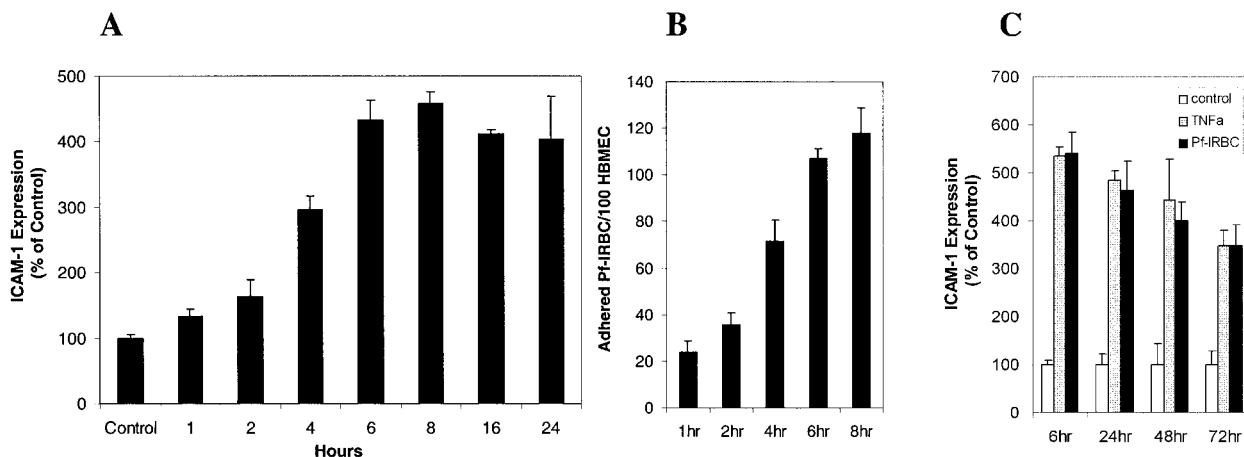 A
ICAM-1 Expression
(% of Control)
500
400
300
200
100
0
Control 1 2 4 6 8 16 24
Hours
B
Adhered Pf-IRBC/100 HBMEC
140
120
100
80
60
40
20
0
1hr 2hr 4hr 6hr 8hr
C
ICAM-1 Expression
(% of Control)
700
600
500
400
300
200
100
0
control
TNFa
Pf-IRBC
6hr 24hr 48hr 72hr